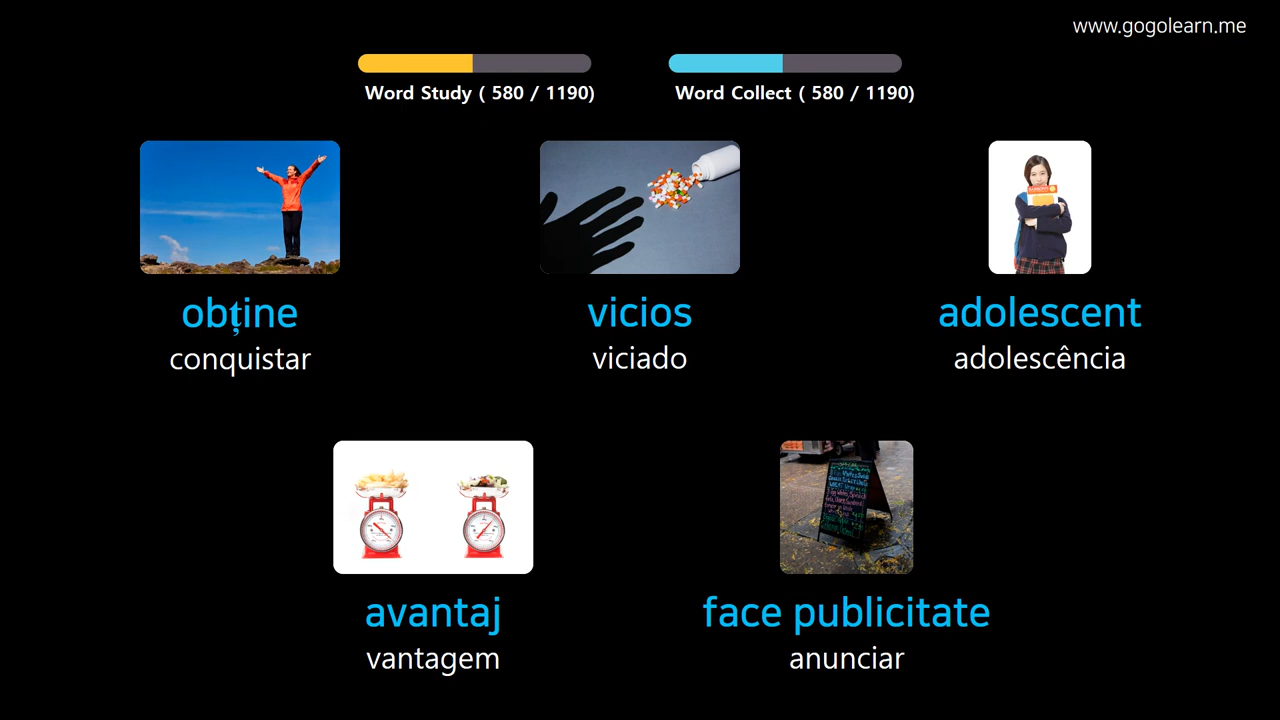 www.gogolearn.me
Word Study ( 580 / 1190)
Word Collect ( 580 / 1190)
obține
conquistar
vicios
viciado
adolescent
adolescência
avantaj
vantagem
face publicitate
anunciar